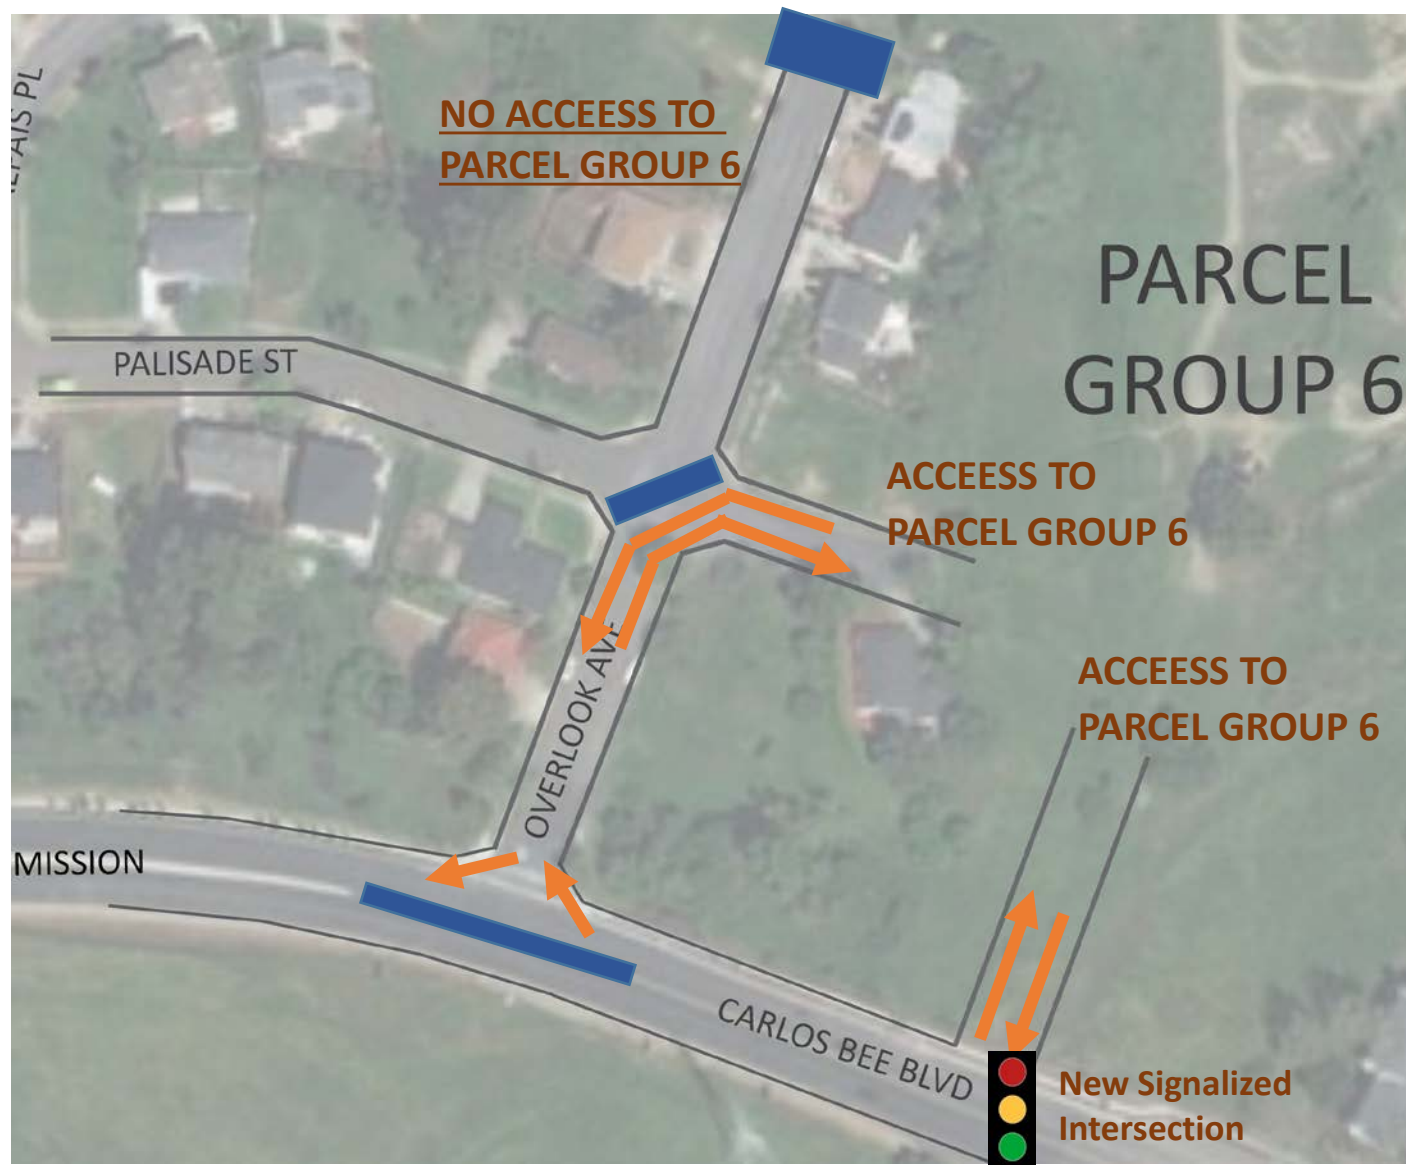 NO ACCEESS TO
PARCEL GROUP 6
PARCEL
GROUP 6
PALISADE ST
ACCEESS TO
PARCEL GROUP 6
OVERLOOK AVE
ACCEESS TO
PARCEL GROUP 6
MISSION
CARLOS BEE BLVD
New Signalized
Intersection